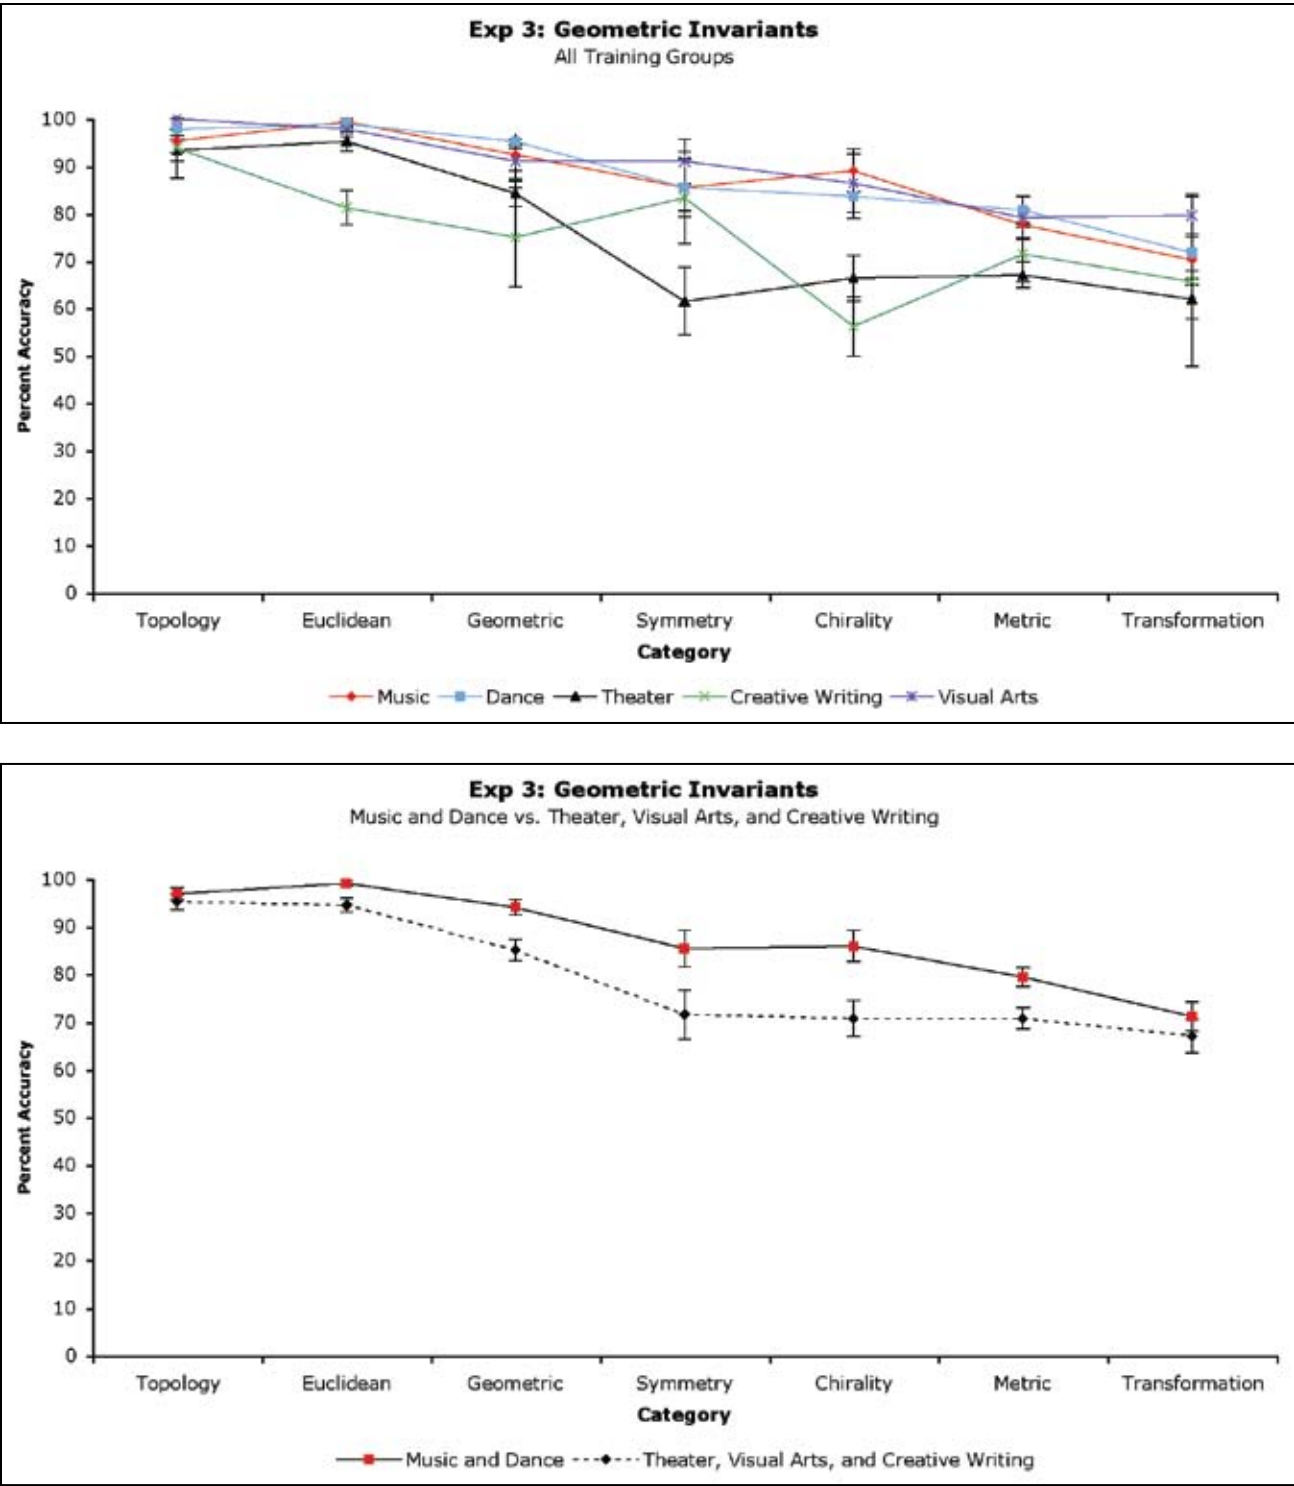 Exp 3: Geometric Invariants
All Training Groups
100
90
80
70
60
50
40
30
20
10
0
Percent Accuracy
Topology Euclidean Geometric Symmetry Chirality Metric Transformation
Category
Music Dance Theater Creative Writing Visual Arts
Exp 3: Geometric Invariants
Music and Dance vs. Theater, Visual Arts, and Creative Writing
100
90
80
70
60
50
40
30
20
10
0
Percent Accuracy
Topology Euclidean Geometric Symmetry Chirality Metric Transformation
Category
Music and Dance Theater, Visual Arts, and Creative Writing